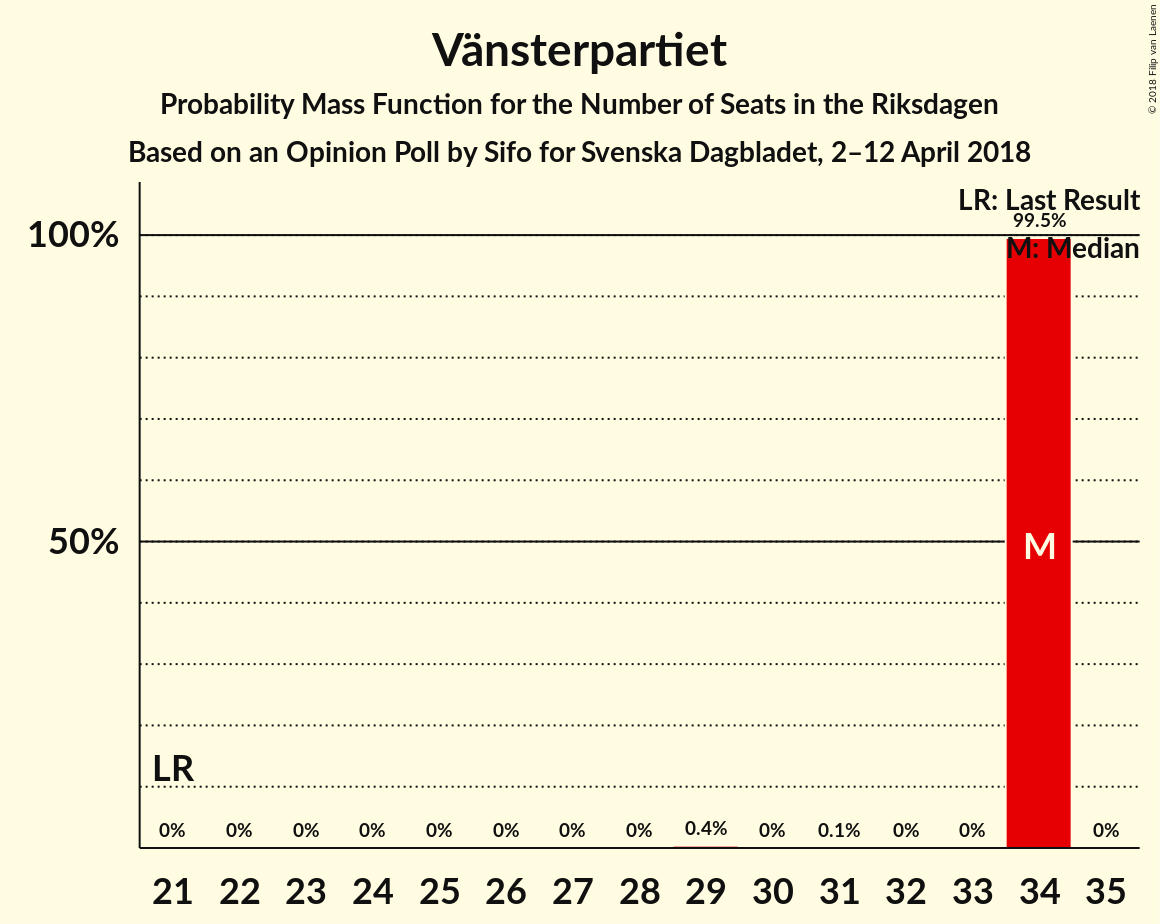 Vänsterpartiet
Probability Mass Function for the Number of Seats in the Riksdagen
Based on an Opinion Poll by Sifo for Svenska Dagbladet, 2–12 April 2018
© 2018 Filip van Laenen
LR: Last Result
99.5%
M: Median
100%
50%
M
LR
0% 0% 0% 0% 0% 0% 0% 0% 0.4% 0% 0.1% 0% 0% 0%
21 22 23 24 25 26 27 28 29 30 31 32 33 34 35